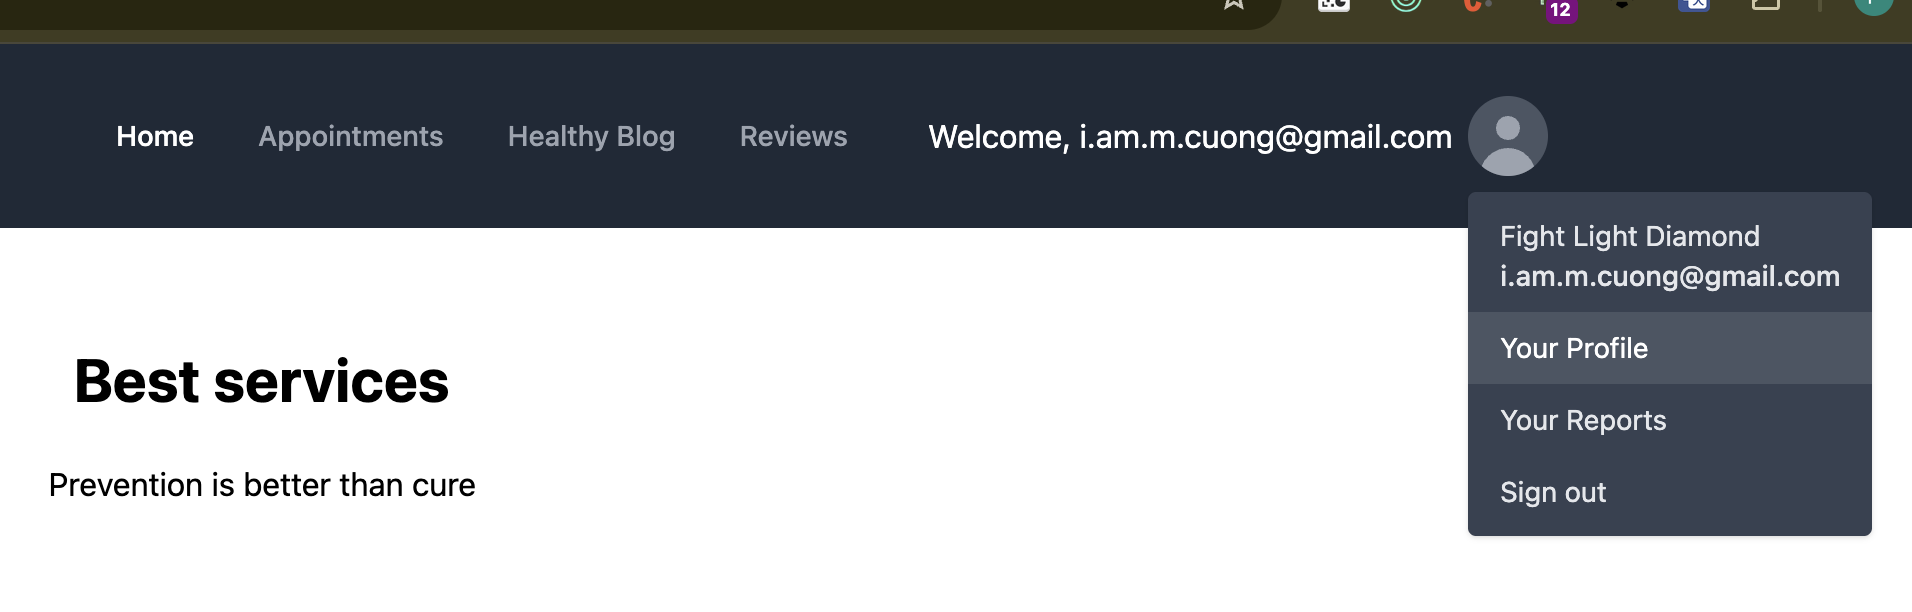 12
Home Appointments Healthy Blog Reviews Welcome, i.am.m.cuong@gmail.com
Fight Light Diamond
i.am.m.cuong@gmail.com
Your Profile
Your Reports
Sign out
Best services
Prevention is better than cure